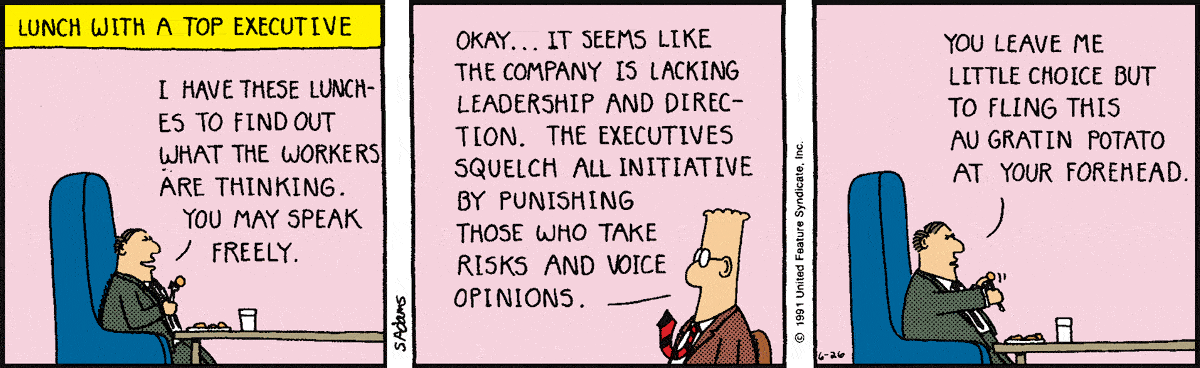 LUNCH WITH A TOP EXECUTIVE
I HAVE THESE LUNCH-
ES TO FIND OUT
WHAT THE WORKERS
ARE THINKING.
YOU MAY SPEAK
FREELY.
S Adams
OKAY... IT SEEMS LIKE
THE COMPANY IS LACKING
LEADERSHIP AND DIREC-
TION. THE EXECUTIVES
SQUELCH ALL INITIATIVE
BY PUNISHING
THOSE WHO TAKE
RISKS AND VOICE
OPINIONS.
© 1991 United Feature Syndicate, Inc.
YOU LEAVE ME
LITTLE CHOICE BUT
TO FLING THIS
AU GRATIN POTATO
AT YOUR FOREHEAD.
6-26